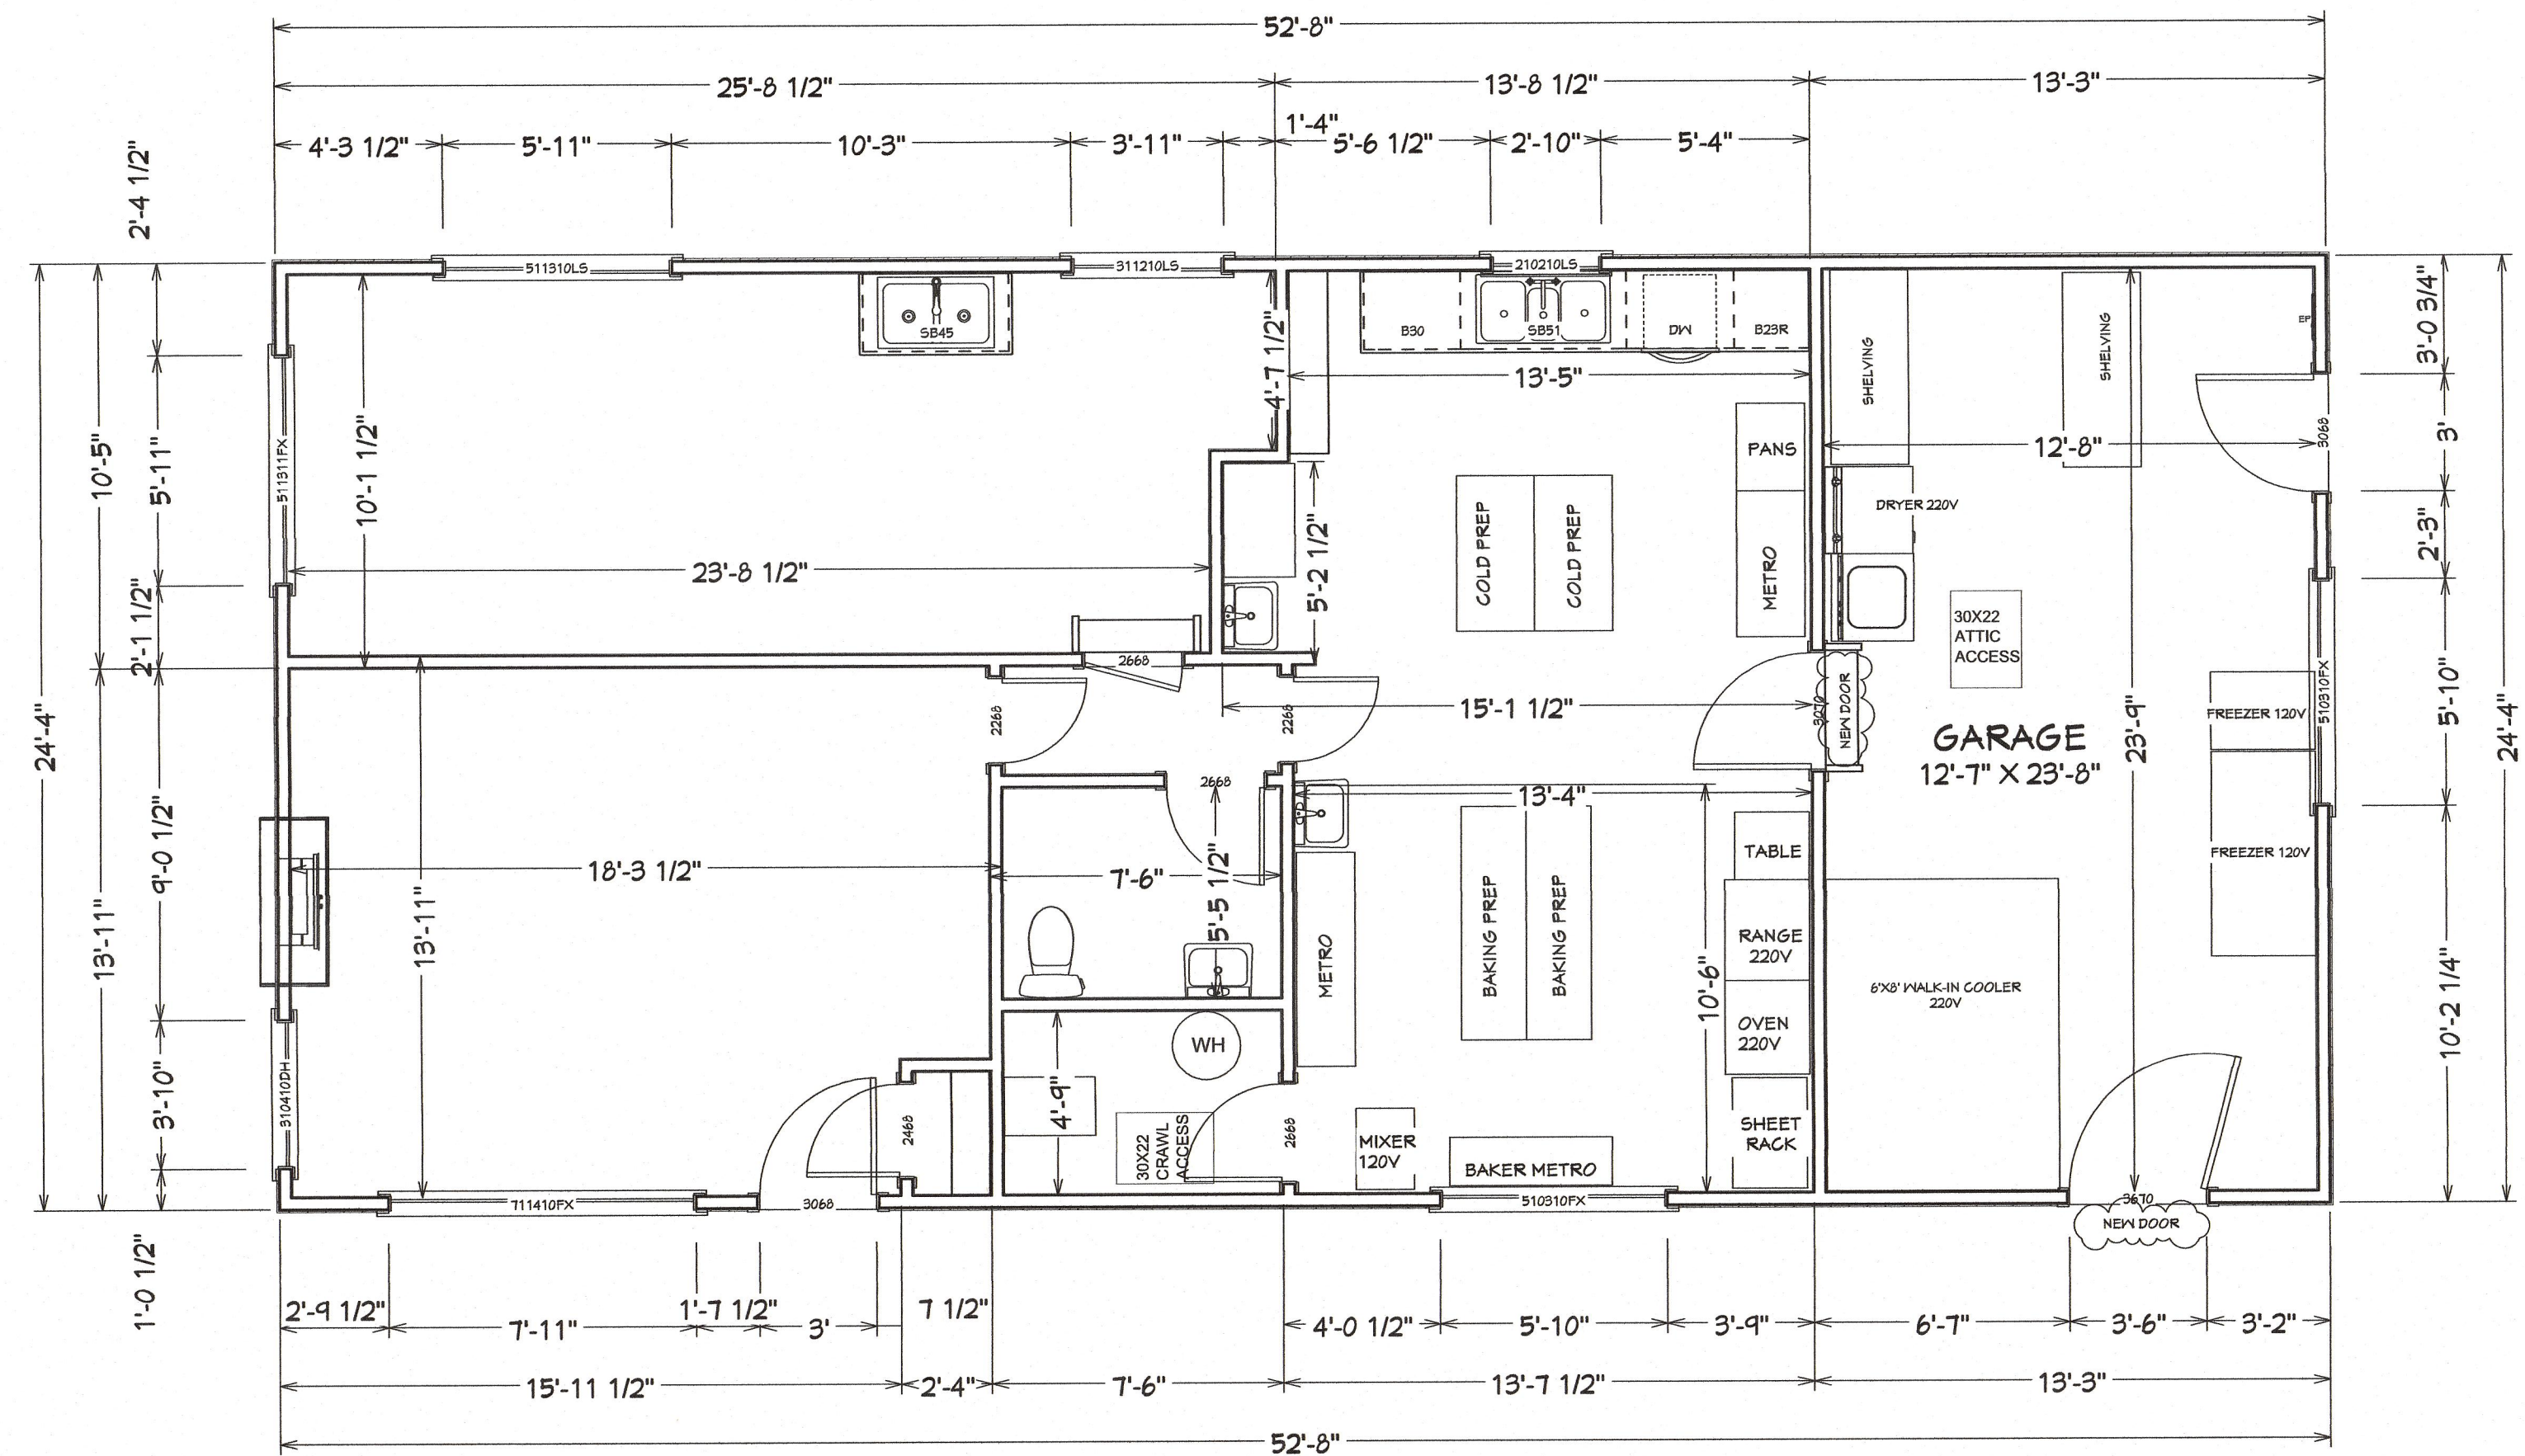 52'-8"
25'-8 1/2"
13'-8 1/2"
13'-3"
4'-3 1/2"
5'-11"
10'-3"
3'-11"
1'-4"
5'-6 1/2"
2'-10"
5'-4"
2'-4 1/2"
511310LS
311210LS
210210LS
SB45
B30
SB51
DW
B23R
SHELVING
SHELVING
EP
3'-0 3/4"
4'-7 1/2"
13'-5"
10'-5"
5'-11"
511311FX
10'-1 1/2"
PANS
12'-8"
3068
3'
DRYER 220V
COLD PREP
COLD PREP
METRO
5'-2 1/2"
2'-3"
23'-8 1/2"
2'-1 1/2"
30X22
ATTIC
ACCESS
2668
2268
2268
15'-1 1/2"
3070
NEW DOOR
GARAGE
12'-7" X 23'-8"
23'-9"
FREEZER 120V
510310FX
5'-10"
24'-4"
24'-4"
2668
13'-4"
9'-0 1/2"
18'-3 1/2"
7'-6"
5'-5 1/2"
TABLE
FREEZER 120V
13'-11"
13'-11"
METRO
BAKING PREP
BAKING PREP
RANGE
220V
10'-6"
6'X8' WALK-IN COOLER
220V
10'-2 1/4"
OVEN
220V
WH
3'-10"
310410DH
2468
4'-9"
30X22
CRAWL
ACCESS
2668
MIXER
120V
BAKER METRO
SHEET
RACK
711410FX
3068
510310FX
3670
NEW DOOR
1'-0 1/2"
2'-9 1/2"
7'-11"
1'-7 1/2"
3'
7 1/2"
4'-0 1/2"
5'-10"
3'-9"
6'-7"
3'-6"
3'-2"
15'-11 1/2"
2'-4"
7'-6"
13'-7 1/2"
13'-3"
52'-8"